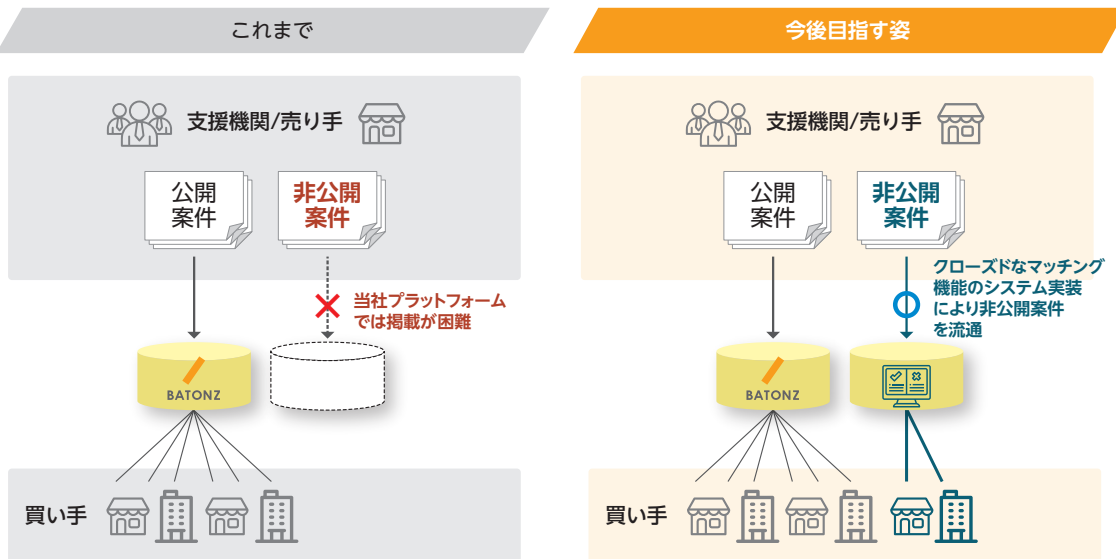 これまで
支援機関/売り手
公開
案件
非公開
案件
当社プラットフォーム
では掲載が困難
BATONZ
買い手
今後目指す姿
支援機関/売り手
公開
案件
非公開
案件
クローズドなマッチング
機能のシステム実装
により非公開案件
を流通
BATONZ
買い手